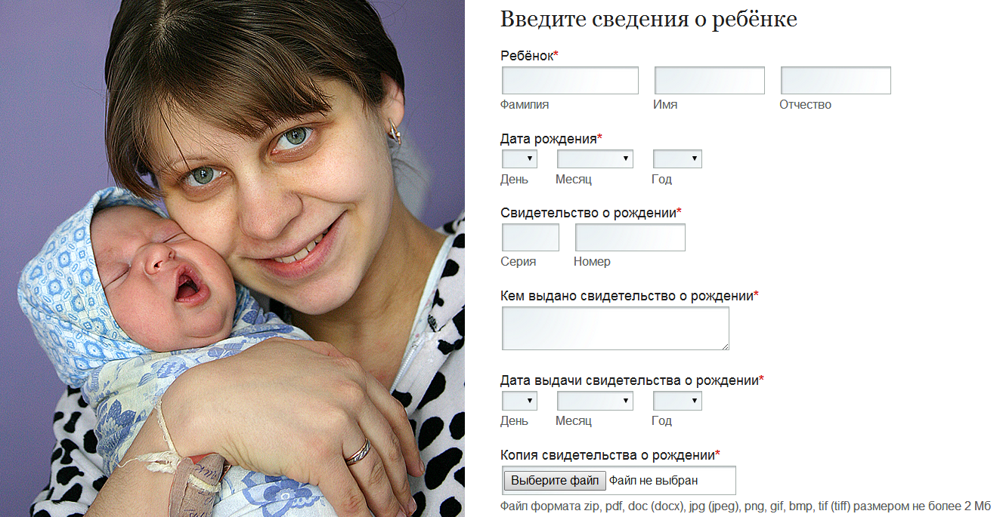 Введите сведения о ребёнке
Ребёнок*
Фамилия Имя Отчество
Дата рождения*
День Месяц Год
Свидетельство о рождении*
Серия Номер
Кем выдано свидетельство о рождении*
Дата выдачи свидетельства о рождении*
День Месяц Год
Копия свидетельства о рождении*
Выберите файл Файл не выбран
Файл формата zip, pdf, doc (docx), jpg (jpeg), png, gif, bmp, tif (tiff) размером не более 2 Мб